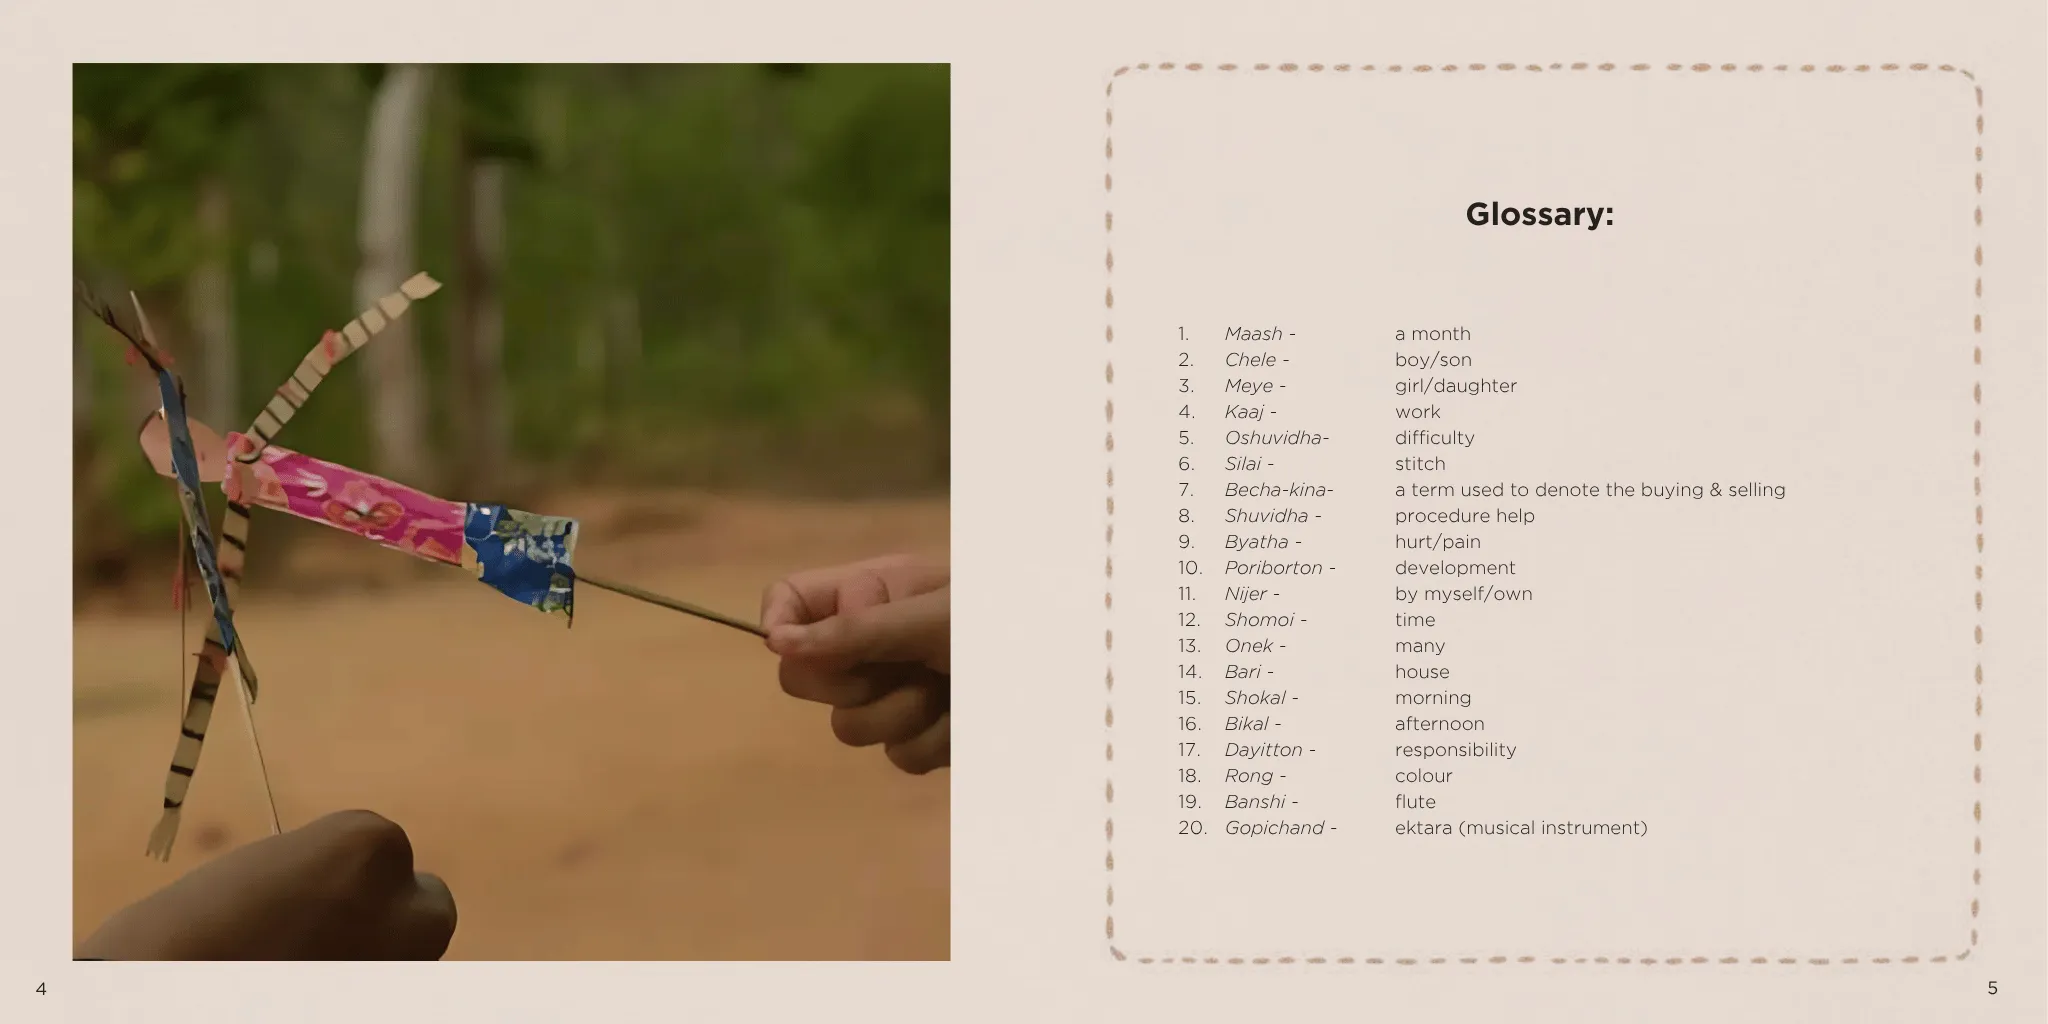 Glossary:
1. Maash - a month
2. Chele - boy/son
3. Meye - girl/daughter
4. Kaaj - work
5. Oshuvidha- difficulty
6. Silai - stitch
7. Becha-kina- a term used to denote the buying & selling
8. Shuvidha - procedure help
9. Byatha - hurt/pain
10. Poriborton - development
11. Nijer - by myself/own
12. Shomoi - time
13. Onek - many
14. Bari - house
15. Shokal - morning
16. Bikal - afternoon
17. Dayitton - responsibility
18. Rong - colour
19. Banshi - flute
20. Gopichand - ektara (musical instrument)
4
5